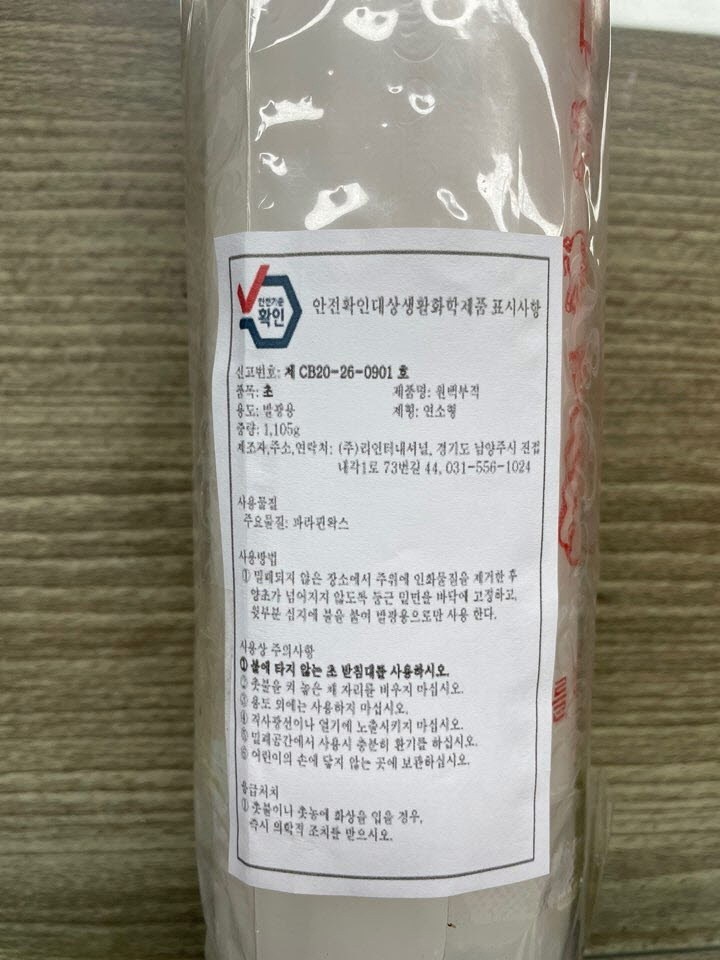 안전기준
확인
안전확인대상생활화학제품 표시사항
신고번호: 제 CB20-26-0901 호
품목: 초 제품명: 원백부적
용도: 발광용 제형: 연소형
중량: 1,105g
제조자,주소,연락처: (주)리인터내셔널, 경기도 남양주시 진접
내각1로 73번길 44, 031-556-1024
사용물질
주요물질: 파라핀왁스
사용방법
① 밀폐되지 않은 장소에서 주위에 인화물질을 제거한 후
양초가 넘어지지 않도록 둥근 밑면을 바닥에 고정하고,
윗부분 심지에 불을 붙여 발광용으로만 사용 한다.
사용상 주의사항
① 불에 타지 않는 초 받침대를 사용하시오.
② 촛불을 켜 놓은 채 자리를 비우지 마십시오.
③ 용도 외에는 사용하지 마십시오.
④ 직사광선이나 열기에 노출시키지 마십시오.
⑤ 밀폐공간에서 사용시 충분히 환기를 하십시오.
⑥ 어린이의 손에 닿지 않는 곳에 보관하십시오.
응급처치
① 촛불이나 촛농에 화상을 입을 경우,
즉시 의학적 조치를 받으시오.